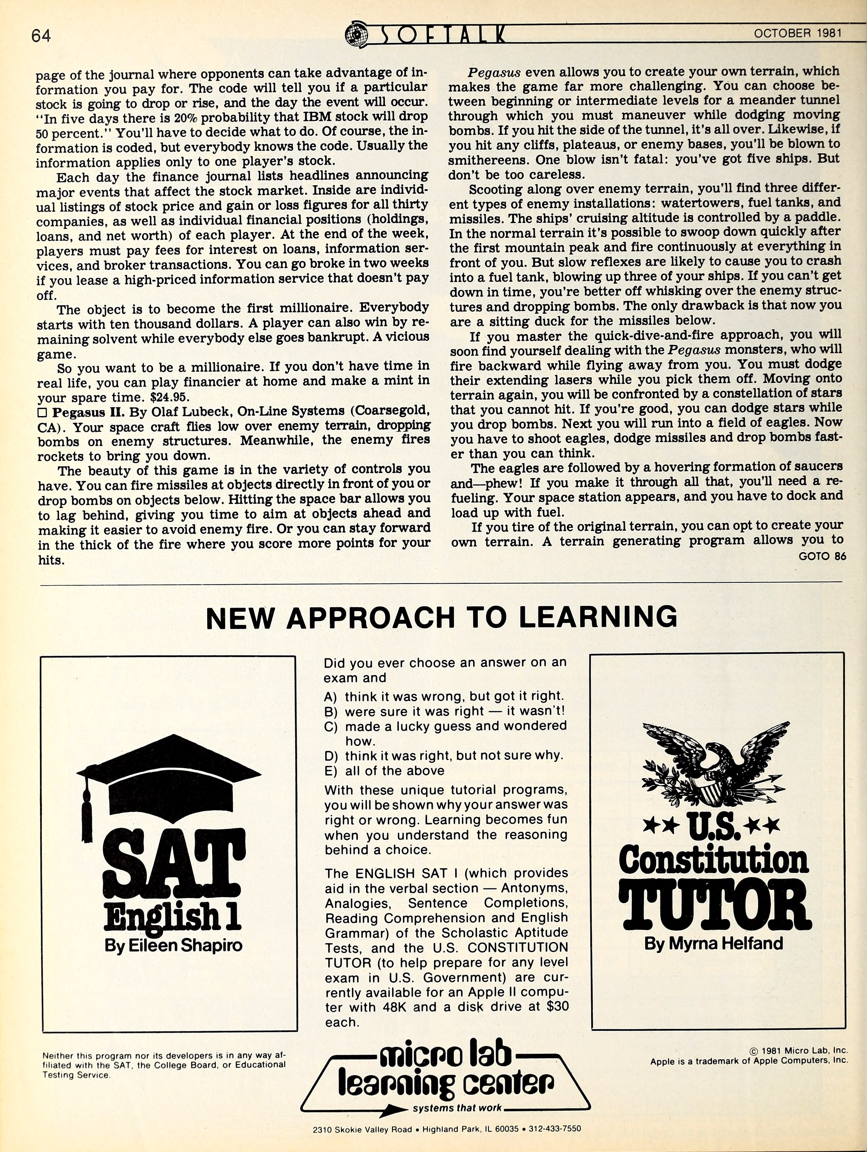 64
SOFTALK
OCTOBER 1981
page of the journal where opponents can take advantage of in-
formation you pay for. The code will tell you if a particular
stock is going to drop or rise, and the day the event will occur.
"In five days there is 20% probability that IBM stock will drop
50 percent." You'll have to decide what to do. Of course, the in-
formation is coded, but everybody knows the code. Usually the
information applies only to one player's stock.
Each day the finance journal lists headlines announcing
major events that affect the stock market. Inside are individ-
ual listings of stock price and gain or loss figures for all thirty
companies, as well as individual financial positions (holdings,
loans, and net worth) of each player. At the end of the week,
players must pay fees for interest on loans, information ser-
vices, and broker transactions. You can go broke in two weeks
if you lease a high-priced information service that doesn't pay
off.
The object is to become the first millionaire. Everybody
starts with ten thousand dollars. A player can also win by re-
maining solvent while everybody else goes bankrupt. A vicious
game.
So you want to be a millionaire. If you don't have time in
real life, you can play financier at home and make a mint in
your spare time. $24.95.
□ Pegasus II. By Olaf Lubeck, On-Line Systems (Coarsegold,
CA). Your space craft flies low over enemy terrain, dropping
bombs on enemy structures. Meanwhile, the enemy fires
rockets to bring you down.
The beauty of this game is in the variety of controls you
have. You can fire missiles at objects directly in front of you or
drop bombs on objects below. Hitting the space bar allows you
to lag behind, giving you time to aim at objects ahead and
making it easier to avoid enemy fire. Or you can stay forward
in the thick of the fire where you score more points for your
hits.
Pegasus even allows you to create your own terrain, which
makes the game far more challenging. You can choose be-
tween beginning or intermediate levels for a meander tunnel
through which you must maneuver while dodging moving
bombs. If you hit the side of the tunnel, it's all over. Likewise, if
you hit any cliffs, plateaus, or enemy bases, you'll be blown to
smithereens. One blow isn't fatal: you've got five ships. But
don't be too careless.
Scooting along over enemy terrain, you'll find three differ-
ent types of enemy installations: watertowers, fuel tanks, and
missiles. The ships' cruising altitude is controlled by a paddle.
In the normal terrain it's possible to swoop down quickly after
the first mountain peak and fire continuously at everything in
front of you. But slow reflexes are likely to cause you to crash
into a fuel tank, blowing up three of your ships. If you can't get
down in time, you're better off whisking over the enemy struc-
tures and dropping bombs. The only drawback is that now you
are a sitting duck for the missiles below.
If you master the quick-dive-and-fire approach, you will
soon find yourself dealing with the Pegasus monsters, who will
fire backward while flying away from you. You must dodge
their extending lasers while you pick them off. Moving onto
terrain again, you will be confronted by a constellation of stars
that you cannot hit. If you're good, you can dodge stars while
you drop bombs. Next you will run into a field of eagles. Now
you have to shoot eagles, dodge missiles and drop bombs fast-
er than you can think.
The eagles are followed by a hovering formation of saucers
and—phew! If you make it through all that, you'll need a re-
fueling. Your space station appears, and you have to dock and
load up with fuel.
If you tire of the original terrain, you can opt to create your
own terrain. A terrain generating program allows you to
GOTO 86
NEW APPROACH TO LEARNING
SAT
English 1
By Eileen Shapiro
Did you ever choose an answer on an
exam and
A) think it was wrong, but got it right.
B) were sure it was right — it wasn't!
C) made a lucky guess and wondered
how.
D) think it was right, but not sure why.
E) all of the above
With these unique tutorial programs,
you will be shown why your answer was
right or wrong. Learning becomes fun
when you understand the reasoning
behind a choice.
The ENGLISH SAT I (which provides
aid in the verbal section — Antonyms,
Analogies, Sentence Completions,
Reading Comprehension and English
Grammar) of the Scholastic Aptitude
Tests, and the U.S. CONSTITUTION
TUTOR (to help prepare for any level
exam in U.S. Government) are cur-
rently available for an Apple II compu-
ter with 48K and a disk drive at $30
each.
★★ U.S. ★★
Constitution
TUTOR
By Myrna Helfand
Neither this program nor its developers is in any way af-
filiated with the SAT, the College Board, or Educational
Testing Service.
micro lab
learning center
systems that work
2310 Skokie Valley Road • Highland Park, IL 60035 • 312-433-7550
© 1981 Micro Lab, Inc.
Apple is a trademark of Apple Computers, Inc.